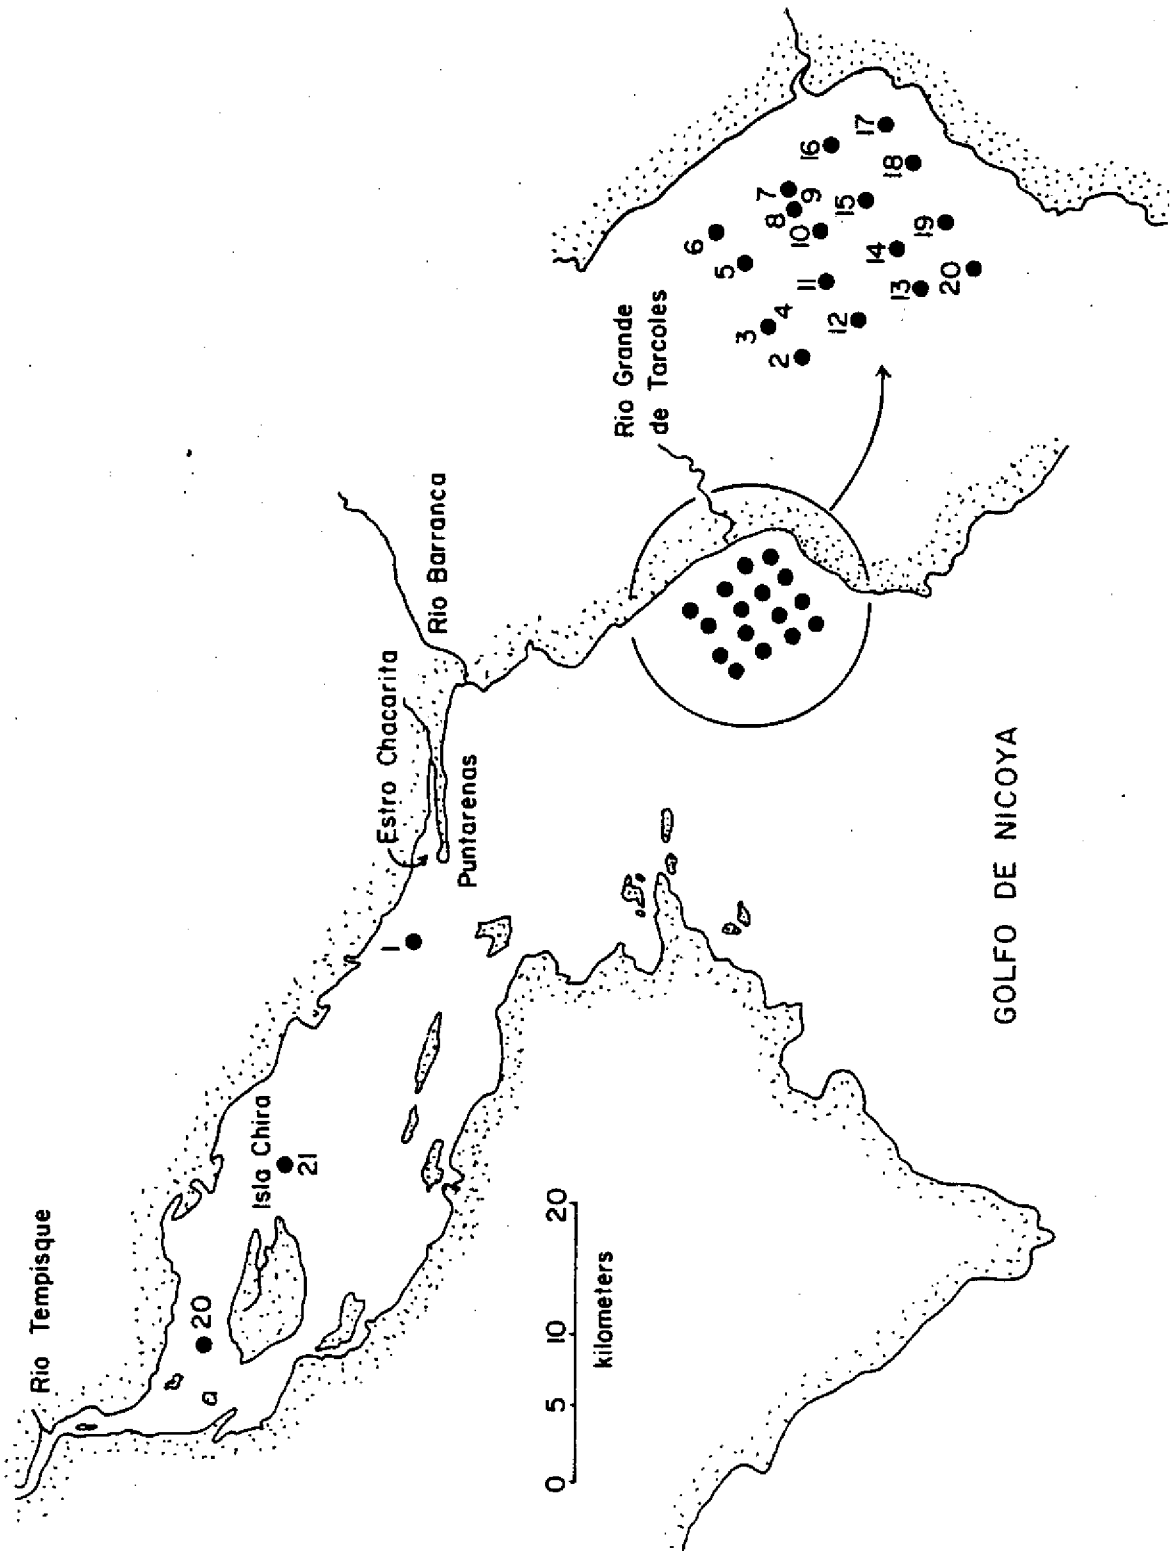 Rio Tempisque
20
Isla Chira
21
1
Estro Chacarita
Puntarenas
Rio Barranca
Rio Grande
de Tarcoles
0 5 10 20
kilometers
GOLFO DE NICOYA
2
3
4
5
6
7
8
9
10
11
12
13
14
15
16
17
18
19
20